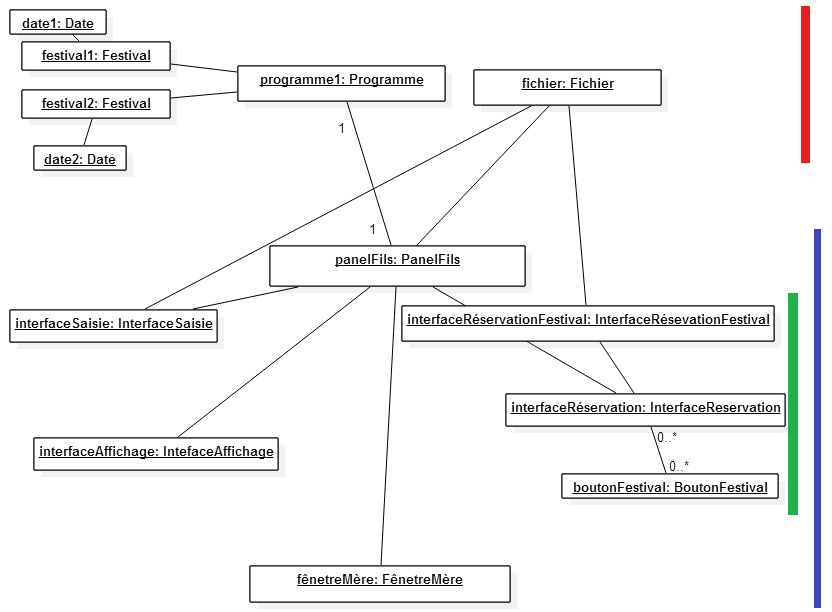 date1: Date
festival1: Festival
programme1: Programme
fichier: Fichier
festival2: Festival
date2: Date
1
1
panelFils: PanelFils
interfaceSaisie: InterfaceSaisie
interfaceRéservationFestival: InterfaceRésevationFestival
interfaceRéservation: InterfaceReservation
0..*
interfaceAffichage: IntefaceAffichage
0..*
boutonFestival: BoutonFestival
fênetreMère: FênetreMère